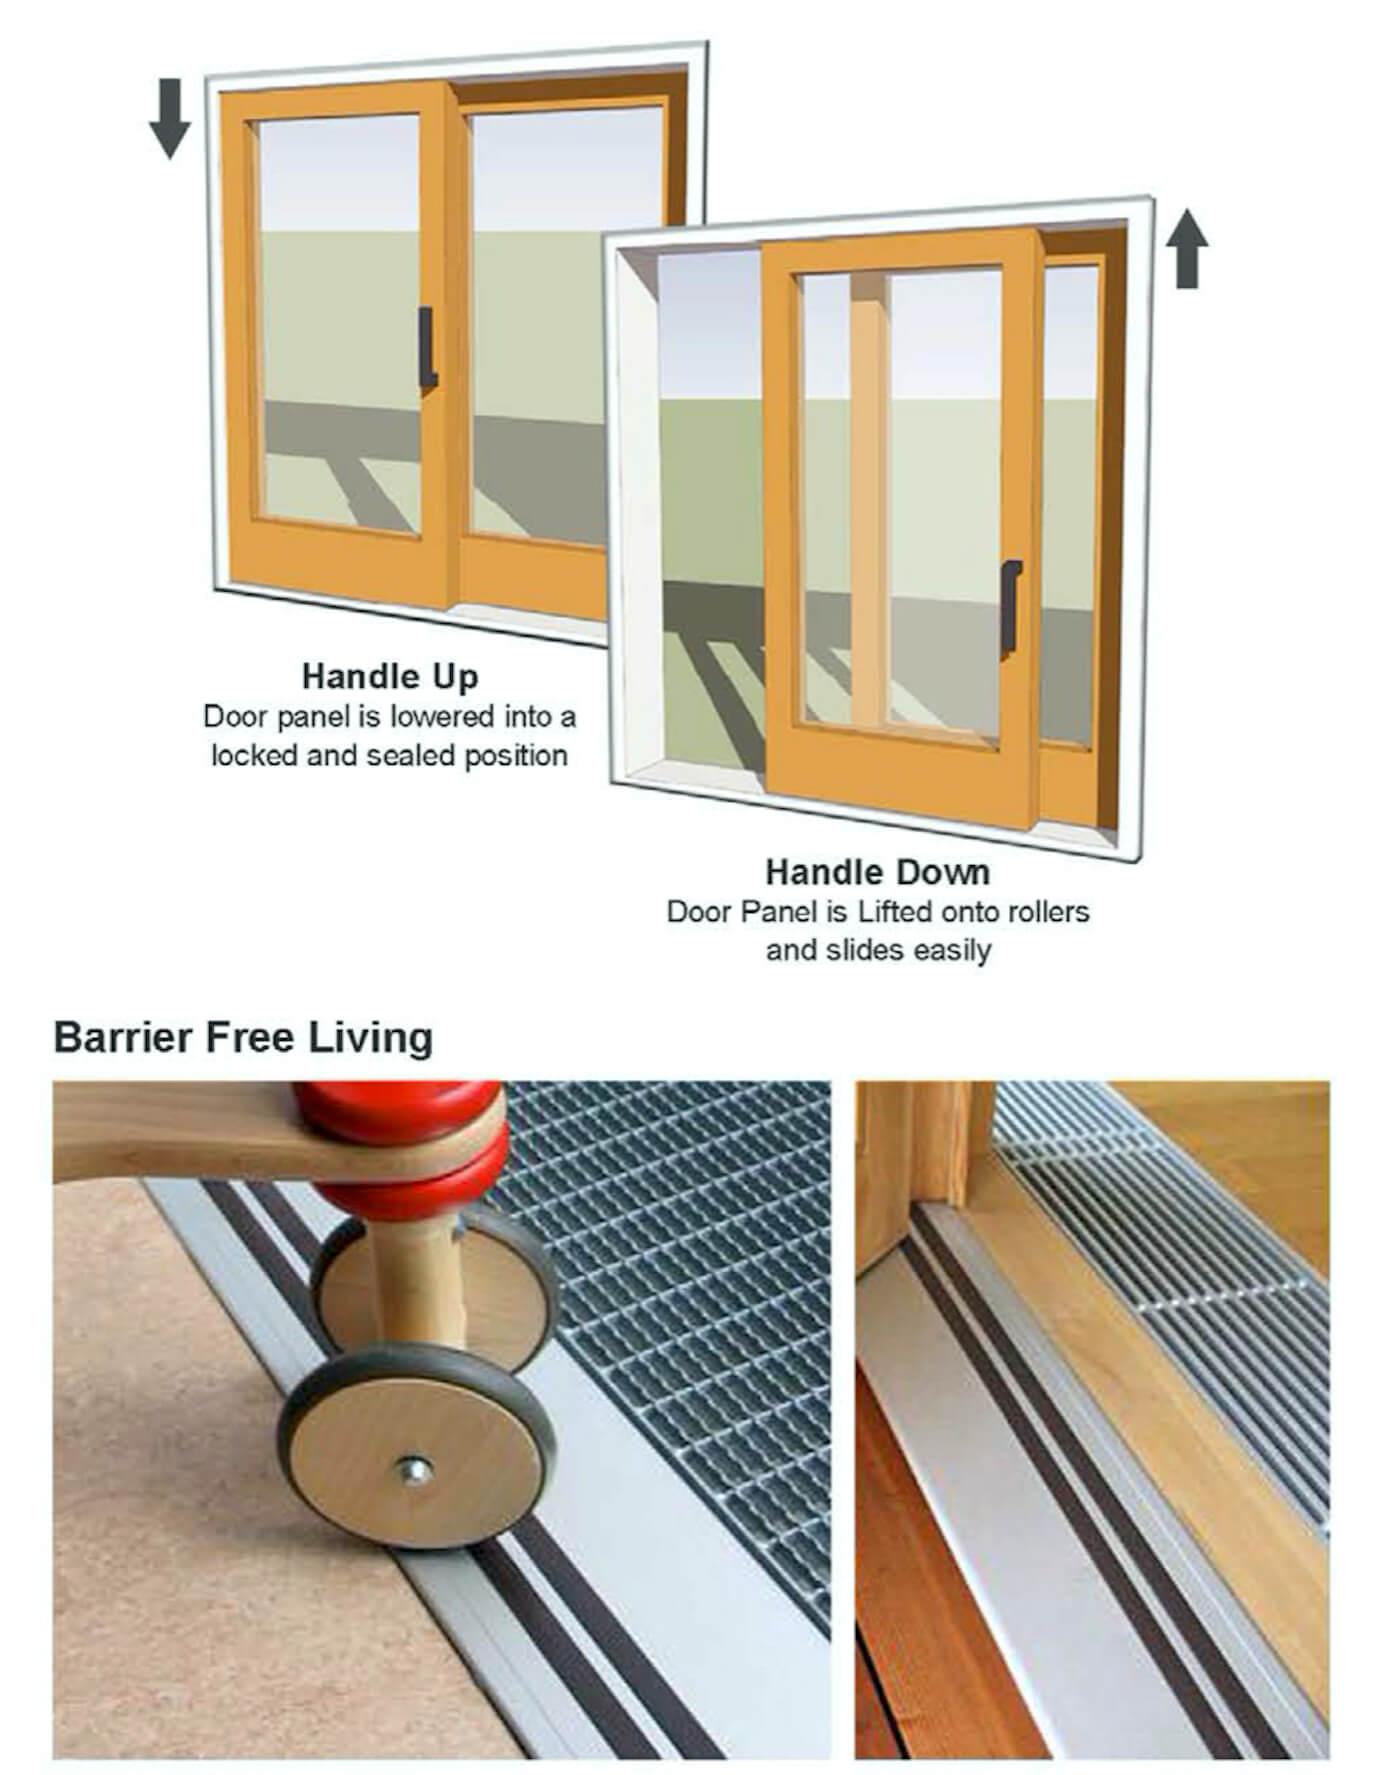 Handle Up
Door panel is lowered into a
locked and sealed position
Handle Down
Door Panel is Lifted onto rollers
and slides easily
Barrier Free Living